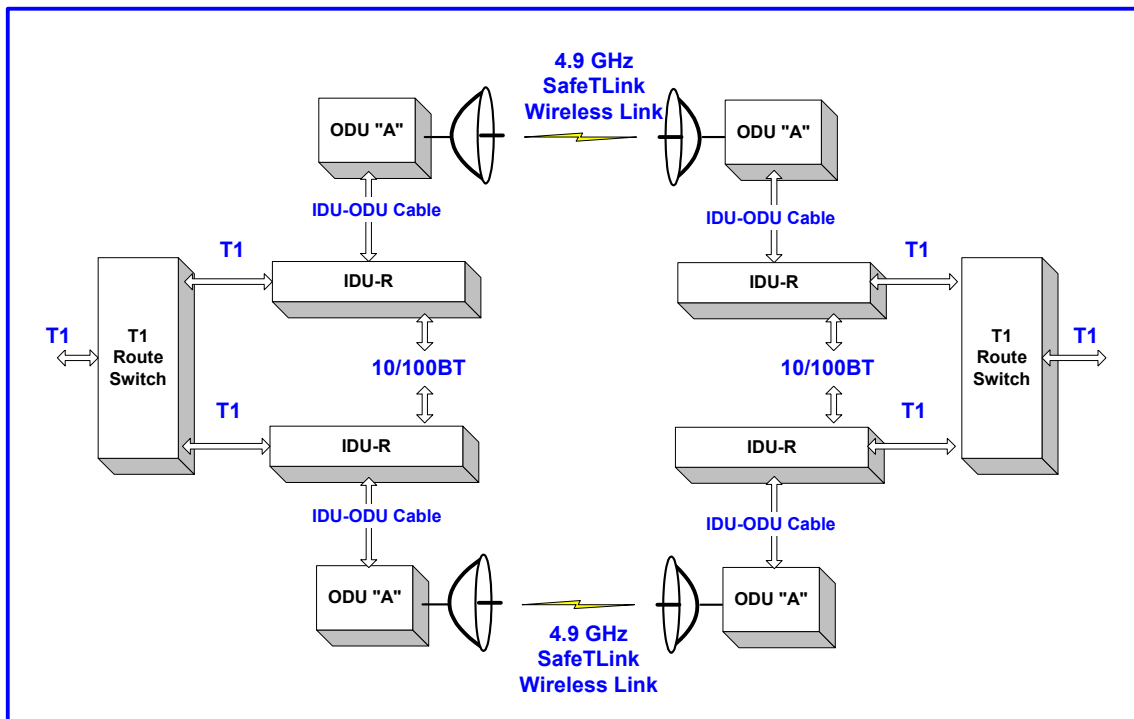 4.9 GHz
SafeTLink
Wireless Link
ODU "A"
ODU "A"
IDU-ODU Cable
IDU-ODU Cable
T1
T1
IDU-R
IDU-R
T1
T1
Route
Switch
10/100BT
10/100BT
T1
Route
Switch
T1
T1
T1
IDU-R
IDU-R
IDU-ODU Cable
IDU-ODU Cable
ODU "A"
ODU "A"
4.9 GHz
SafeTLink
Wireless Link